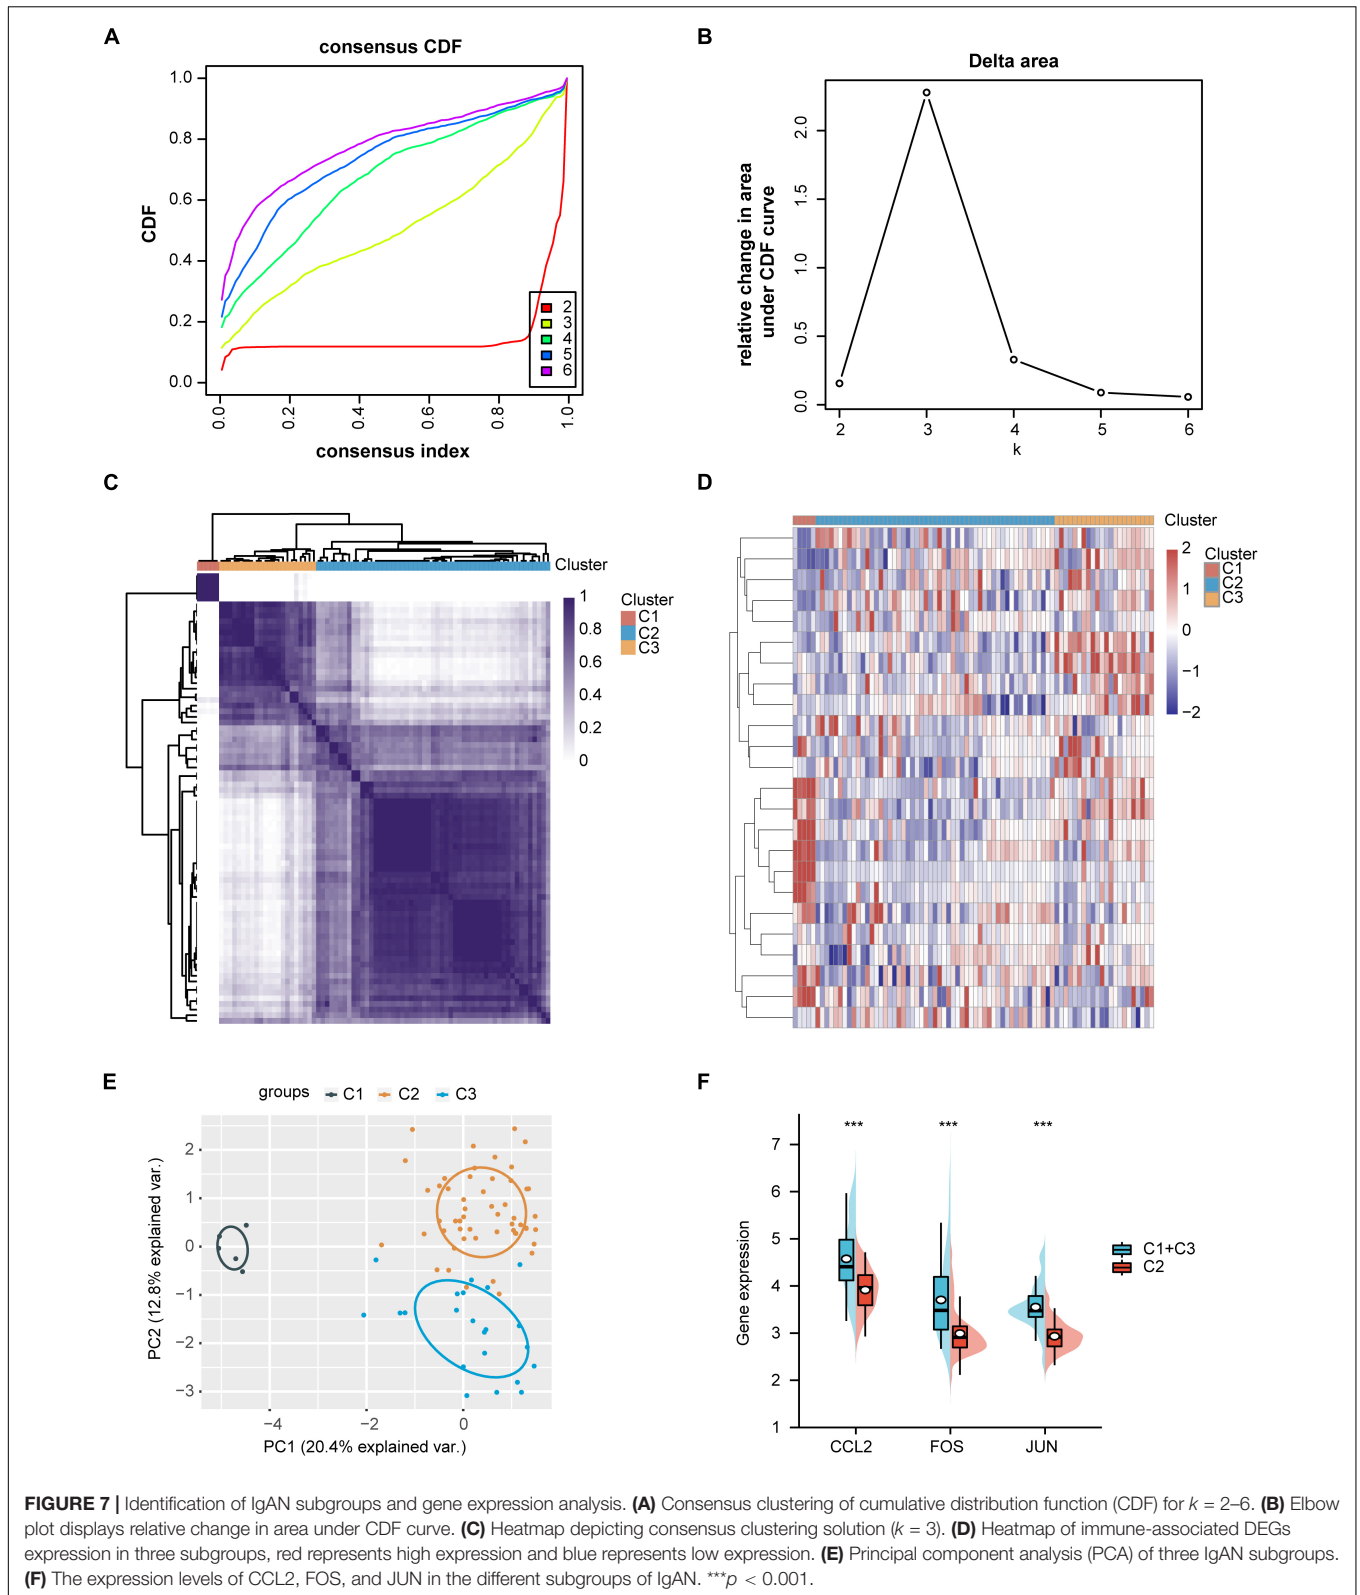 A
consensus CDF
1.0
0.8
0.6
0.4
0.2
0.0
CDF
2
3
4
5
6
0.0 0.2 0.4 0.6 0.8 1.0
consensus index
B
Delta area
2.0
1.5
1.0
0.5
0.0
relative change in area
under CDF curve
2 3 4 5 6
k
C
Cluster
1
0.8
0.6
0.4
0.2
0
Cluster
C1
C2
C3
D
Cluster
2
1
0
−1
−2
Cluster
C1
C2
C3
E
groups C1 C2 C3
2
1
0
−1
−2
−3
PC2 (12.8% explained var.)
−4 −2 0
PC1 (20.4% explained var.)
F
*** *** ***
7
6
5
4
3
2
1
Gene expression
C1+C3
C2
CCL2 FOS JUN
FIGURE 7 | Identification of IgAN subgroups and gene expression analysis. (A) Consensus clustering of cumulative distribution function (CDF) for k = 2–6. (B) Elbow
plot displays relative change in area under CDF curve. (C) Heatmap depicting consensus clustering solution (k = 3). (D) Heatmap of immune-associated DEGs
expression in three subgroups, red represents high expression and blue represents low expression. (E) Principal component analysis (PCA) of three IgAN subgroups.
(F) The expression levels of CCL2, FOS, and JUN in the different subgroups of IgAN. ***p < 0.001.